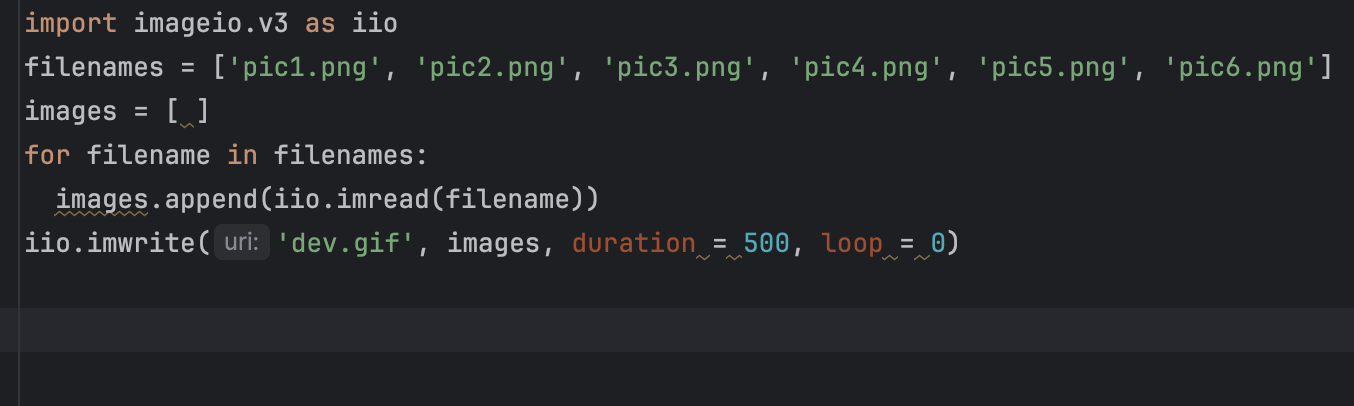 import imageio.v3 as iio
filenames = ['pic1.png', 'pic2.png', 'pic3.png', 'pic4.png', 'pic5.png', 'pic6.png']
images = [ ]
for filename in filenames:
  images.append(iio.imread(filename))
iio.imwrite( uri: 'dev.gif', images, duration = 500, loop = 0)